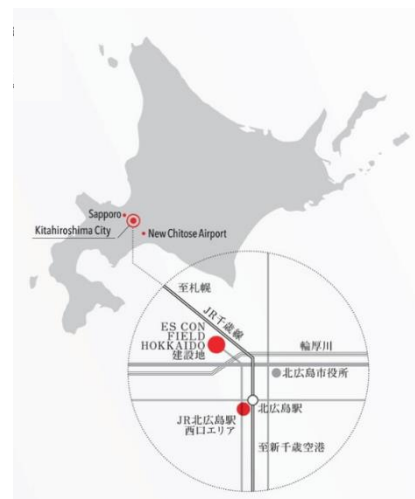 Sapporo
Kitahiroshima City
New Chitose Airport
至札幌
JR千歳線
ES CON
FIELD
HOKKAIDO
建設地
輪厚川
北広島市役所
北広島駅
JR北広島駅
西口エリア
至新千歳空港